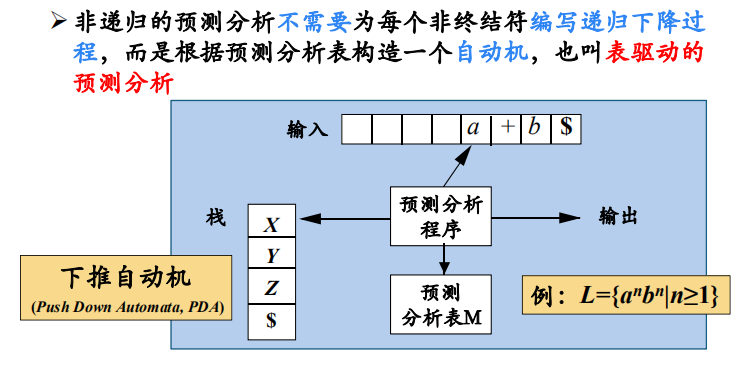 ➢ 非递归的预测分析不需要为每个非终结符编写递归下降过
程，而是根据预测分析表构造一个自动机，也叫表驱动的
预测分析
输入 a + b $
栈 X 预测分析 输出
程序
Y
Z
$
预测
分析表M
下推自动机
(Push Down Automata, PDA)
例：L={aⁿbⁿ|n≥1}